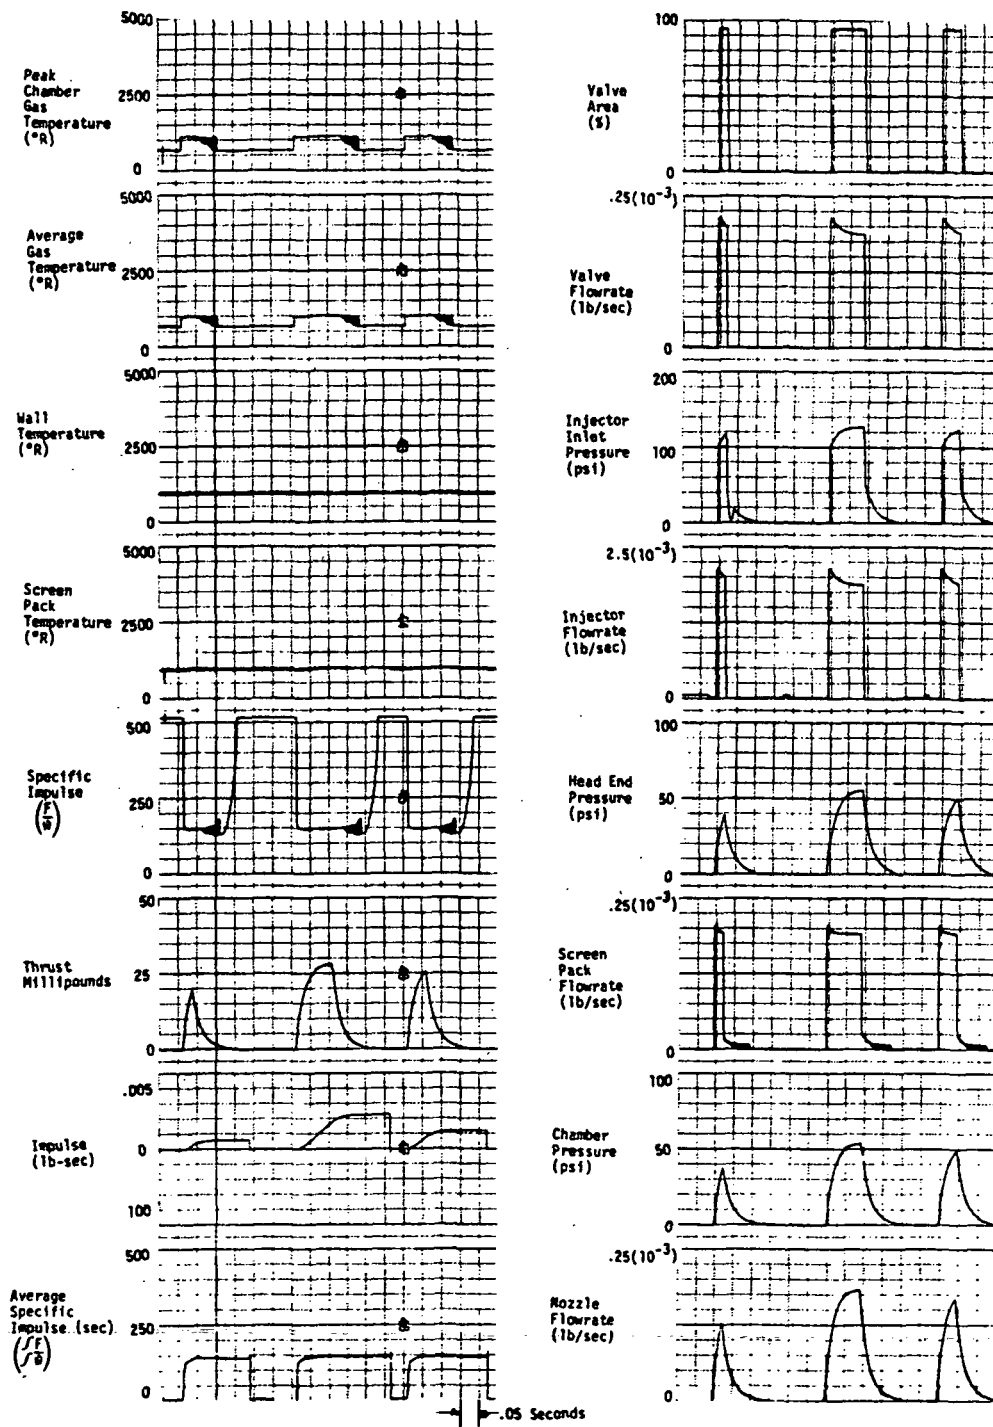 5000
Peak
Chamber
Gas
Temperature
(°R)
2500
0
5000
Average
Gas
Temperature
(°R)
2500
0
5000
Wall
Temperature
(°R)
2500
0
5000
Screen
Pack
Temperature
(°R)
2500
0
500
Specific
Impulse
(F/Ẇ)
250
0
50
Thrust
Millipounds
25
0
.005
Impulse
(lb-sec)
0
100
500
Average
Specific
Impulse (sec)
(∫F/∫Ẇ)
250
0
.05 Seconds
100
Valve
Area
(%)
0
.25(10⁻³)
Valve
Flowrate
(lb/sec)
0
200
Injector
Inlet
Pressure
(psi)
100
0
2.5(10⁻³)
Injector
Flowrate
(lb/sec)
0
100
Head End
Pressure
(psi)
50
0
.25(10⁻³)
Screen
Pack
Flowrate
(lb/sec)
0
100
Chamber
Pressure
(psi)
50
0
.25(10⁻³)
Nozzle
Flowrate
(lb/sec)
0